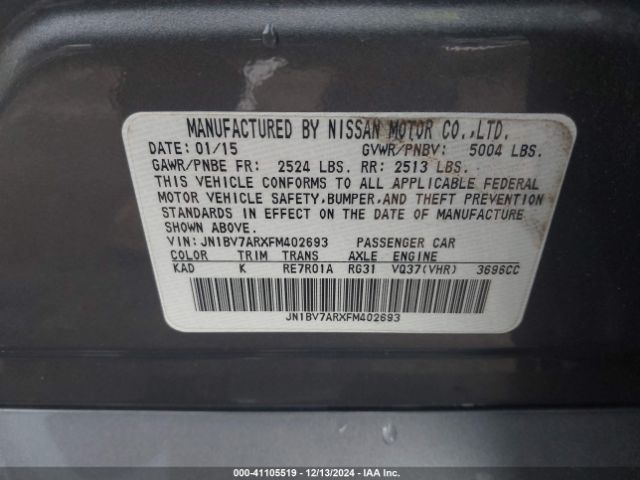 MANUFACTURED BY NISSAN MOTOR CO.,LTD.
DATE: 01/15 GVWR/PNBV: 5004 LBS.
GAWR/PNBE FR: 2524 LBS. RR: 2513 LBS.
THIS VEHICLE CONFORMS TO ALL APPLICABLE FEDERAL
MOTOR VEHICLE SAFETY,BUMPER,AND THEFT PREVENTION
STANDARDS IN EFFECT ON THE DATE OF MANUFACTURE
SHOWN ABOVE.
VIN: JN1BV7ARXFM402693 PASSENGER CAR
COLOR TRIM TRANS AXLE ENGINE
KAD K RE7R01A RG31 VQ37(VHR) 3696CC
JN1BV7ARXFM402693
000-41105519 - 12/13/2024 - IAA Inc.